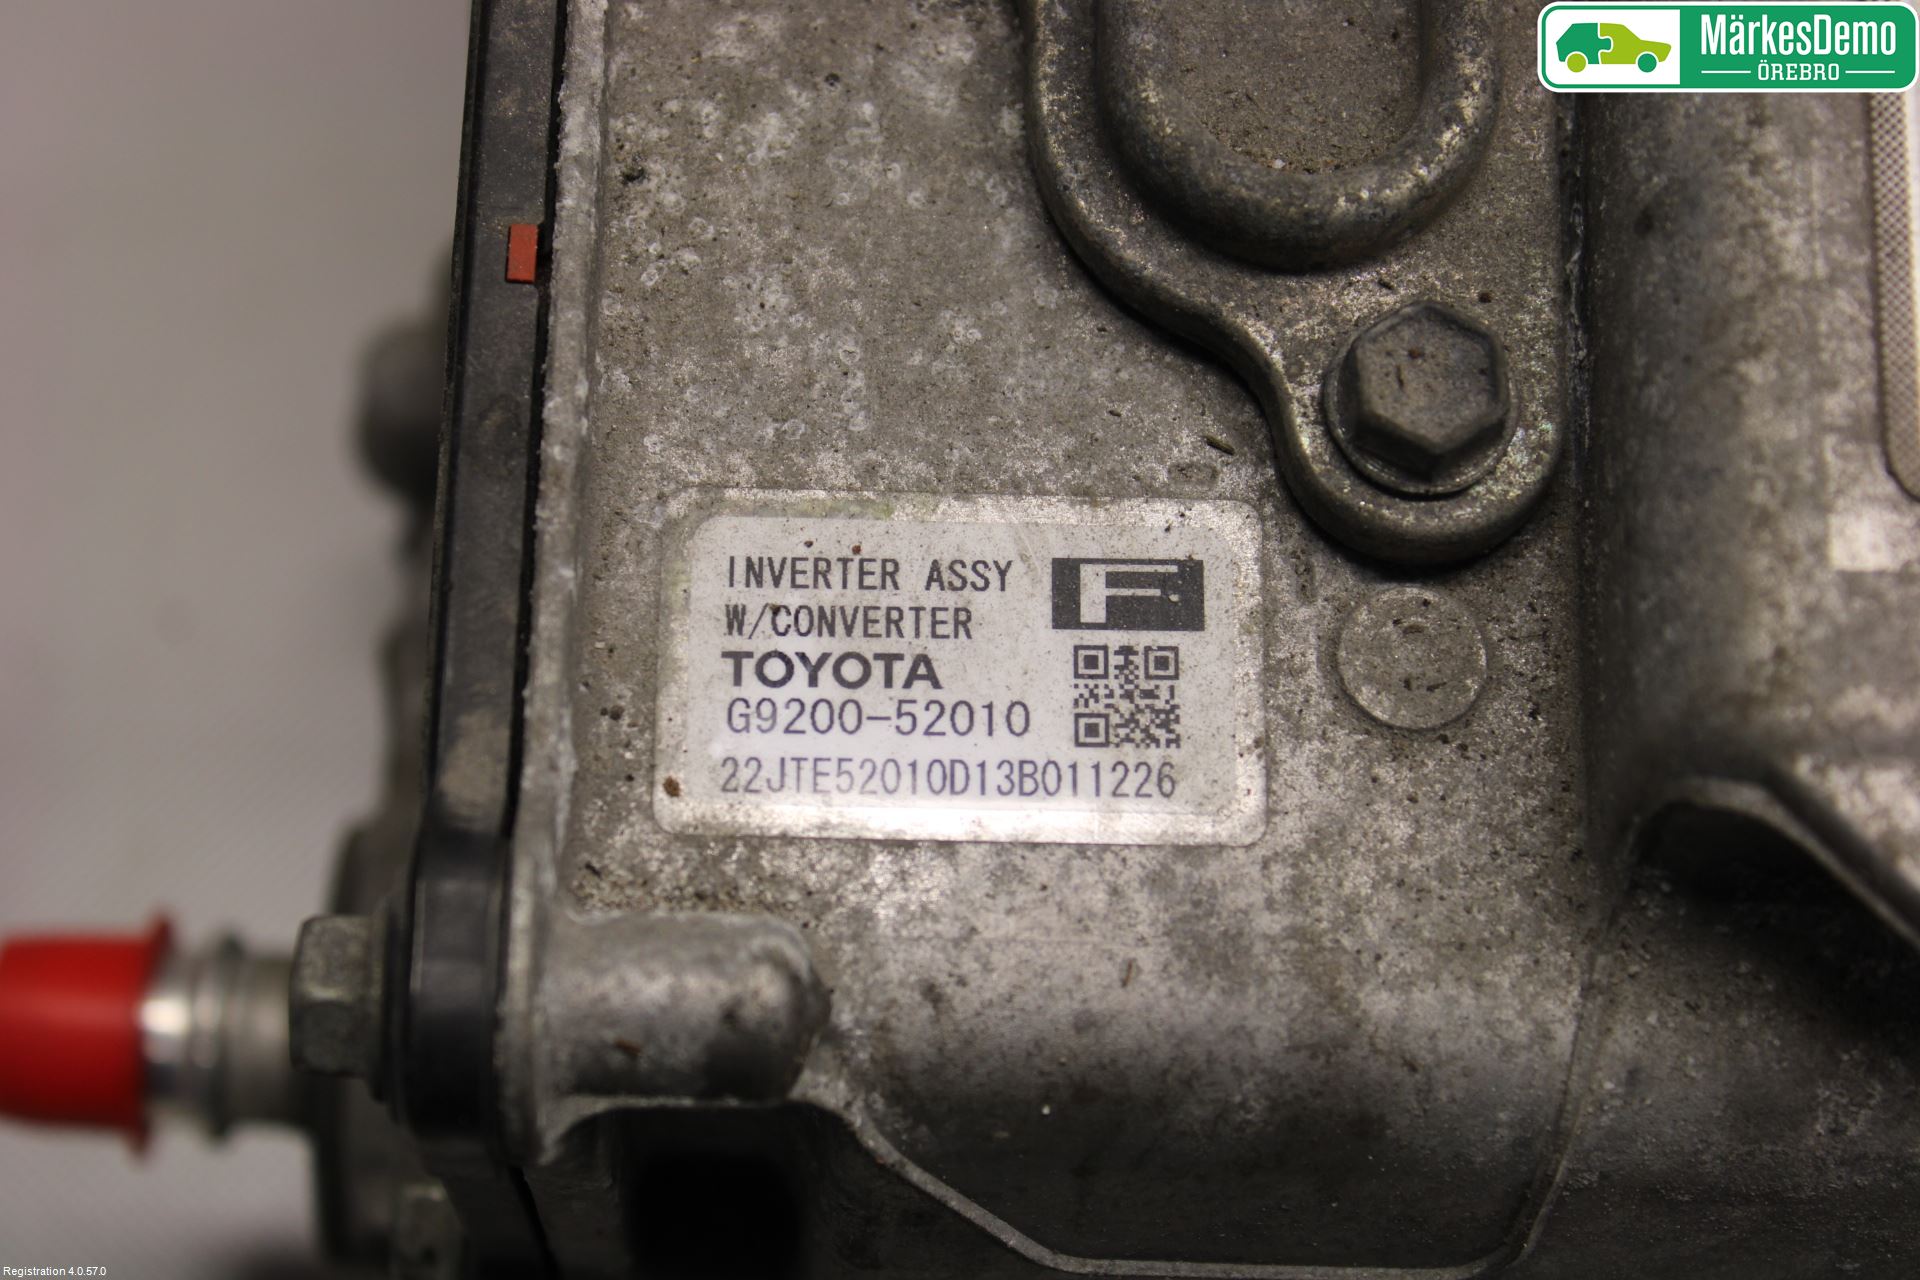 MärkesDemo
ÖREBRO
INVERTER ASSY F
W/CONVERTER
TOYOTA
G9200-52010
22JTE52010D13B011226
Registration 4.0.57.0